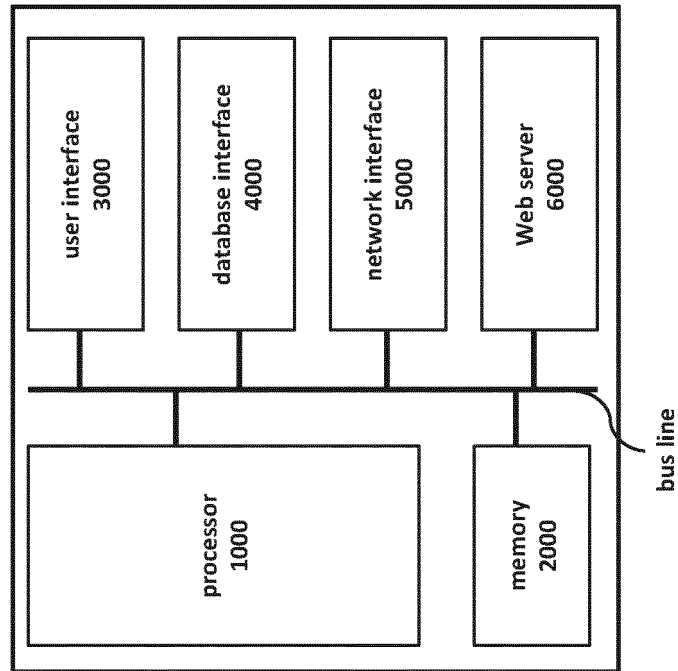 processor
1000
memory
2000
user interface
3000
database interface
4000
network interface
5000
Web server
6000
bus line